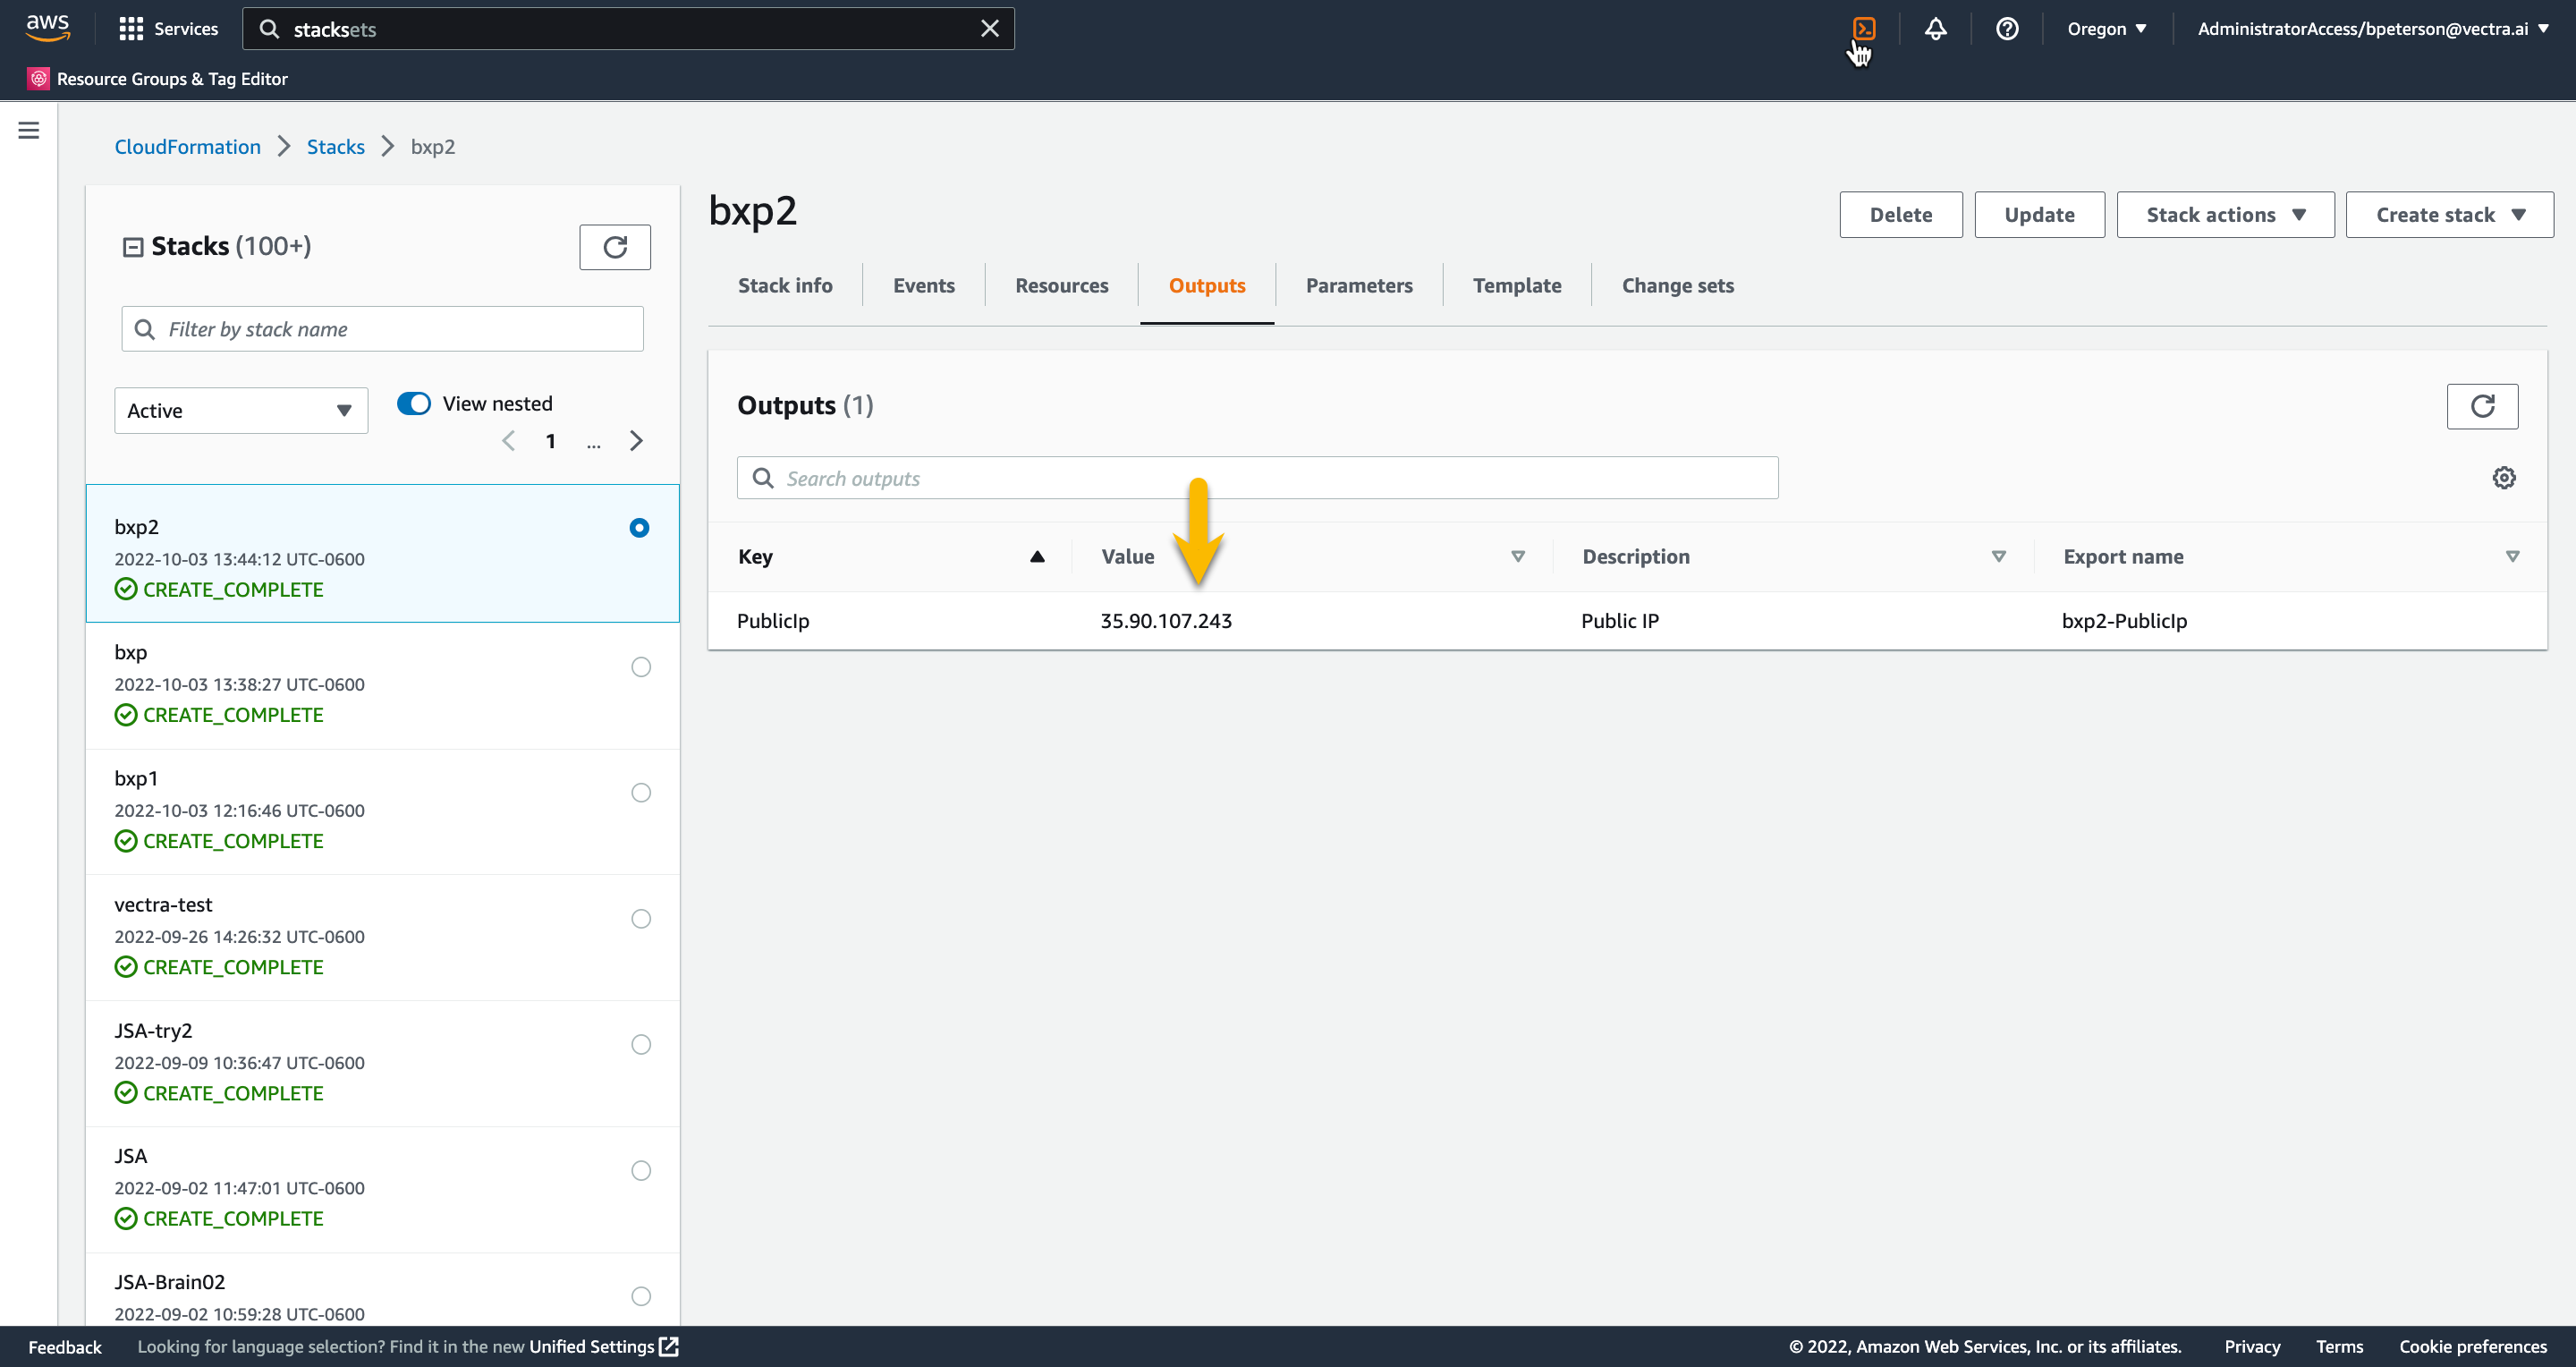 aws
Services
stacksets
Oregon ▼
AdministratorAccess/bpeterson@vectra.ai ▼
Resource Groups & Tag Editor
CloudFormation > Stacks > bxp2
Stacks (100+)
Filter by stack name
Active
View nested
1 ...
bxp2
2022-10-03 13:44:12 UTC-0600
CREATE_COMPLETE
bxp
2022-10-03 13:38:27 UTC-0600
CREATE_COMPLETE
bxp1
2022-10-03 12:16:46 UTC-0600
CREATE_COMPLETE
vectra-test
2022-09-26 14:26:32 UTC-0600
CREATE_COMPLETE
JSA-try2
2022-09-09 10:36:47 UTC-0600
CREATE_COMPLETE
JSA
2022-09-02 11:47:01 UTC-0600
CREATE_COMPLETE
JSA-Brain02
2022-09-02 10:59:28 UTC-0600
bxp2
Delete
Update
Stack actions ▼
Create stack ▼
Stack info
Events
Resources
Outputs
Parameters
Template
Change sets
Outputs (1)
Search outputs
Key Value Description Export name
PublicIp 35.90.107.243 Public IP bxp2-PublicIp
Feedback
Looking for language selection? Find it in the new Unified Settings
© 2022, Amazon Web Services, Inc. or its affiliates.
Privacy
Terms
Cookie preferences